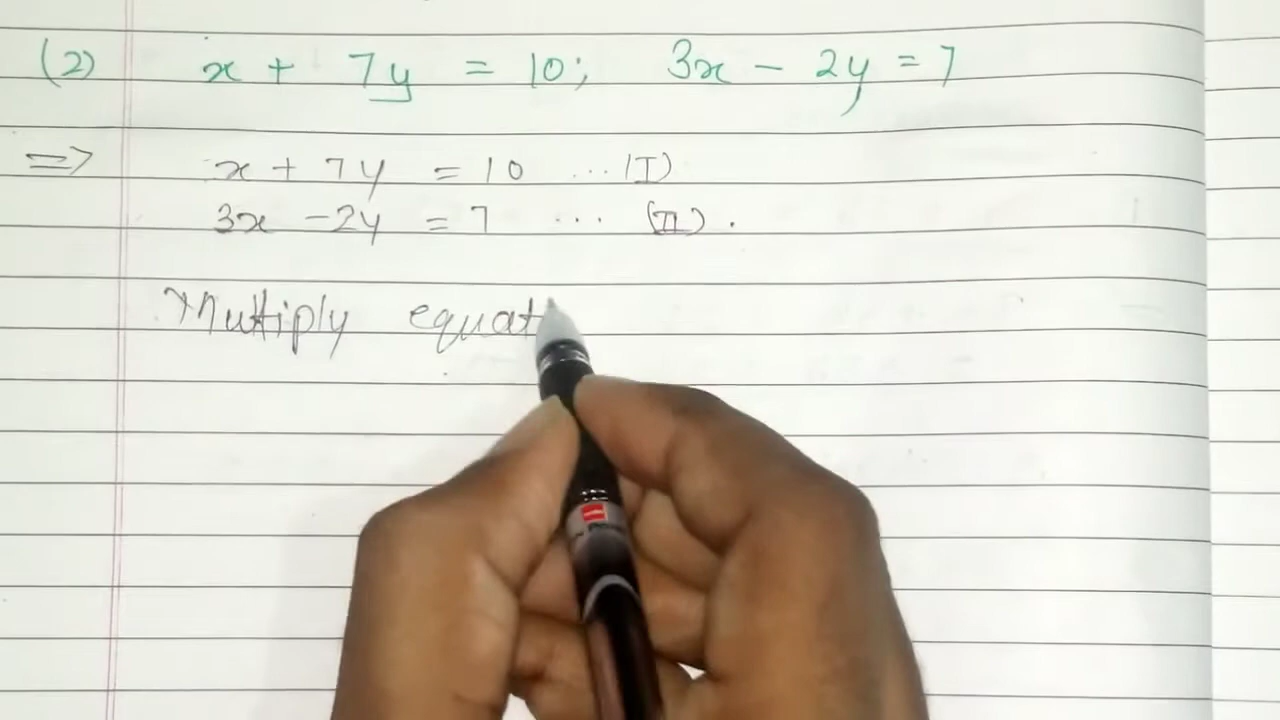 (2) x + 7y = 10; 3x - 2y = 7
=> x + 7y = 10 ... (I)
3x - 2y = 7 ... (II).
Multiply equat